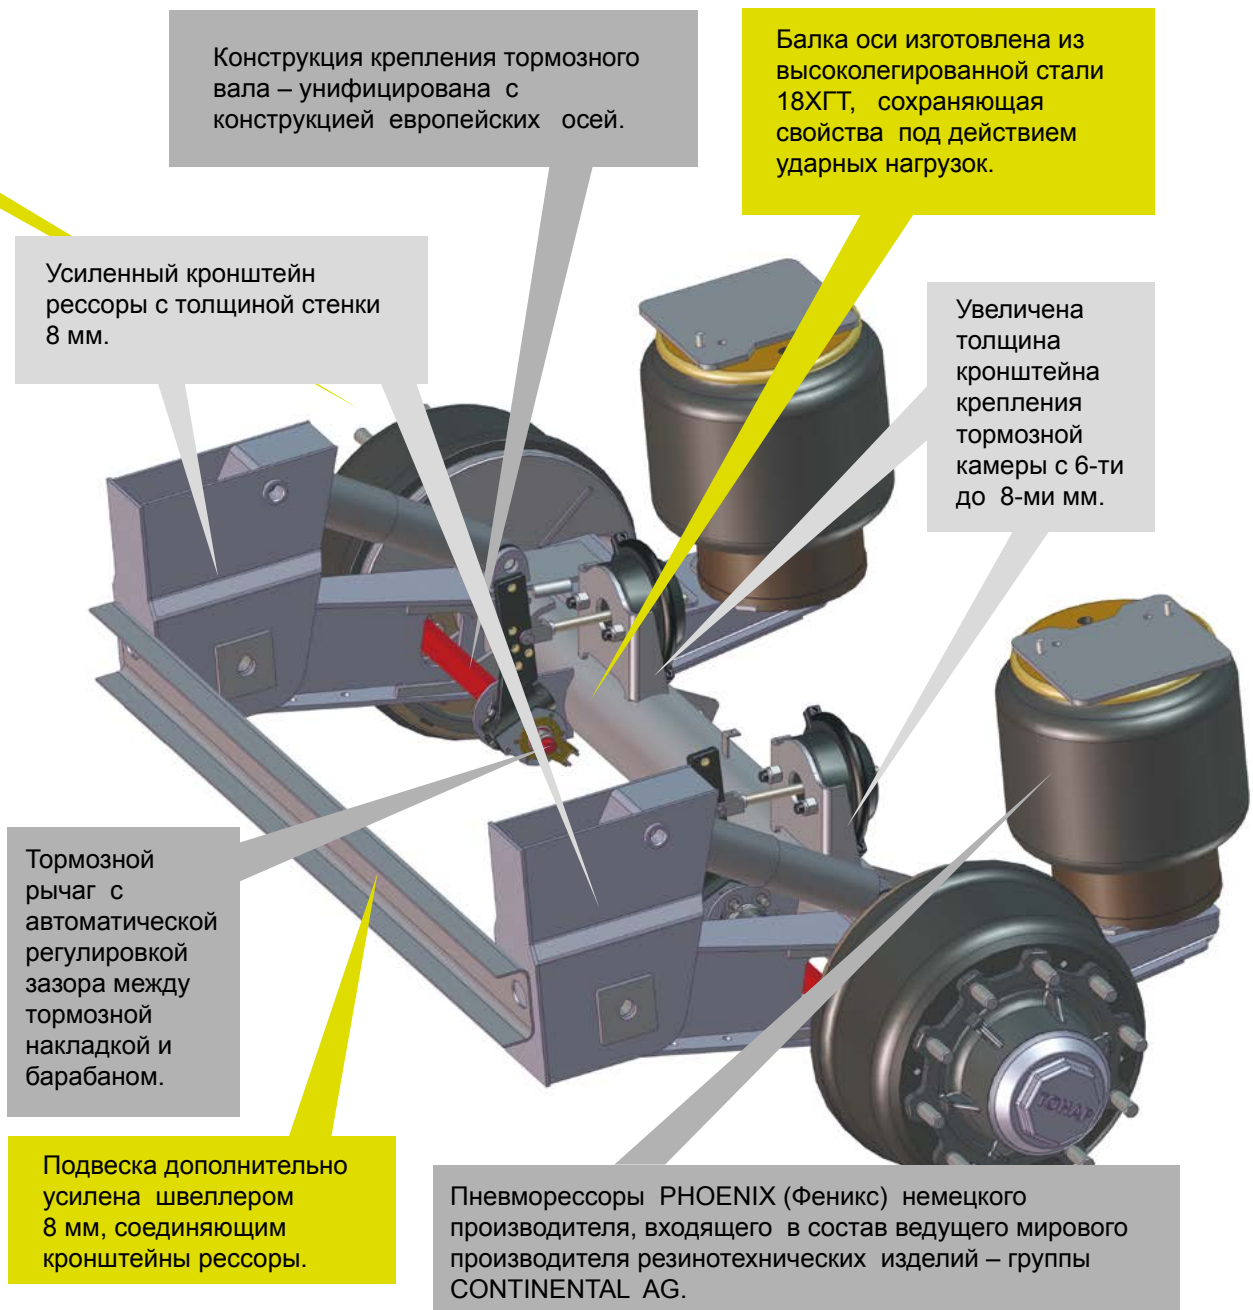 Конструкция крепления тормозного
вала – унифицирована с
конструкцией европейских осей.
Балка оси изготовлена из
высоколегированной стали
18ХГТ, сохраняющая
свойства под действием
ударных нагрузок.
Усиленный кронштейн
рессоры с толщиной стенки
8 мм.
Увеличена
толщина
кронштейна
крепления
тормозной
камеры с 6-ти
до 8-ми мм.
Тормозной
рычаг с
автоматической
регулировкой
зазора между
тормозной
накладкой и
барабаном.
ТОНАР
Подвеска дополнительно
усилена швеллером
8 мм, соединяющим
кронштейны рессоры.
Пневморессоры PHOENIX (Феникс) немецкого
производителя, входящего в состав ведущего мирового
производителя резинотехнических изделий – группы
CONTINENTAL AG.